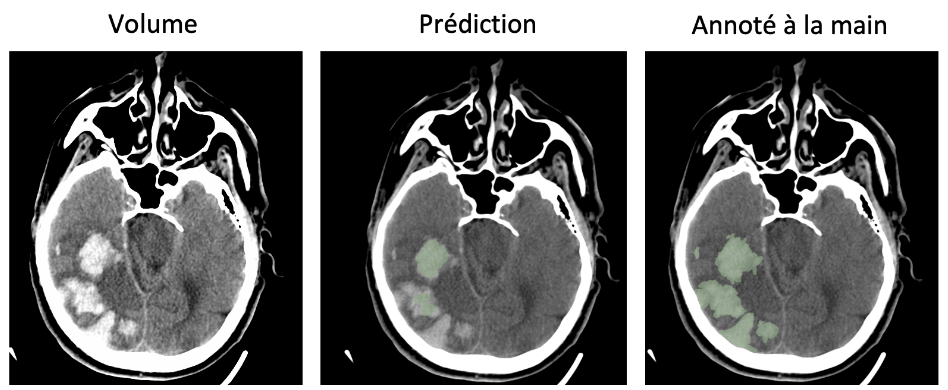 Volume
Prédiction
Annoté à la main